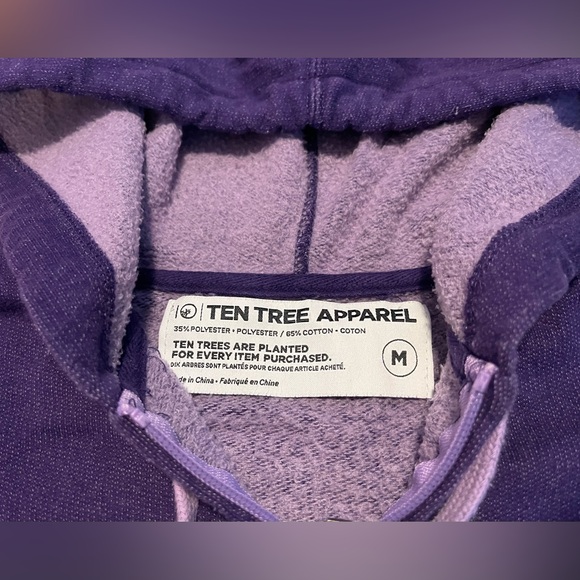 TEN TREE APPAREL
35% POLYESTER • POLYESTER / 65% COTTON • COTON
TEN TREES ARE PLANTED
FOR EVERY ITEM PURCHASED.
DIX ARBRES SONT PLANTÉS POUR CHAQUE ARTICLE ACHETÉ.
M
in China • Fabriqué en Chine